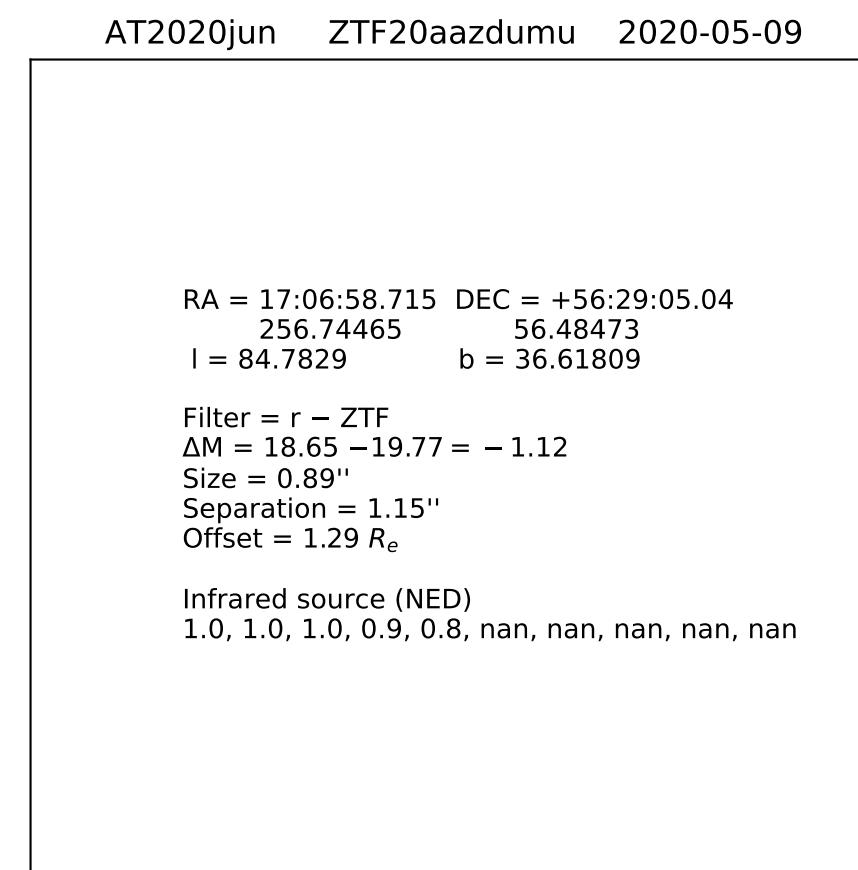 AT2020jun ZTF20aazdumu 2020-05-09
RA = 17:06:58.715 DEC = +56:29:05.04
256.74465 56.48473
l = 84.7829 b = 36.61809
Filter = r − ZTF
ΔM = 18.65 −19.77 = − 1.12
Size = 0.89''
Separation = 1.15''
Offset = 1.29 Rₑ
Infrared source (NED)
1.0, 1.0, 1.0, 0.9, 0.8, nan, nan, nan, nan, nan